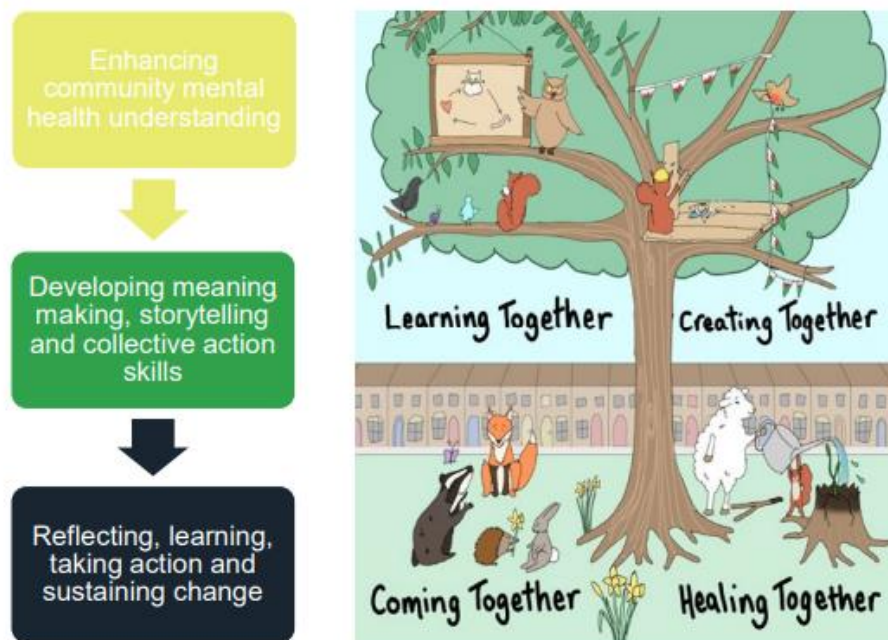 Enhancing
community mental
health understanding
Developing meaning
making, storytelling
and collective action
skills
Reflecting, learning,
taking action and
sustaining change
Learning Together
Creating Together
Coming Together
Healing Together